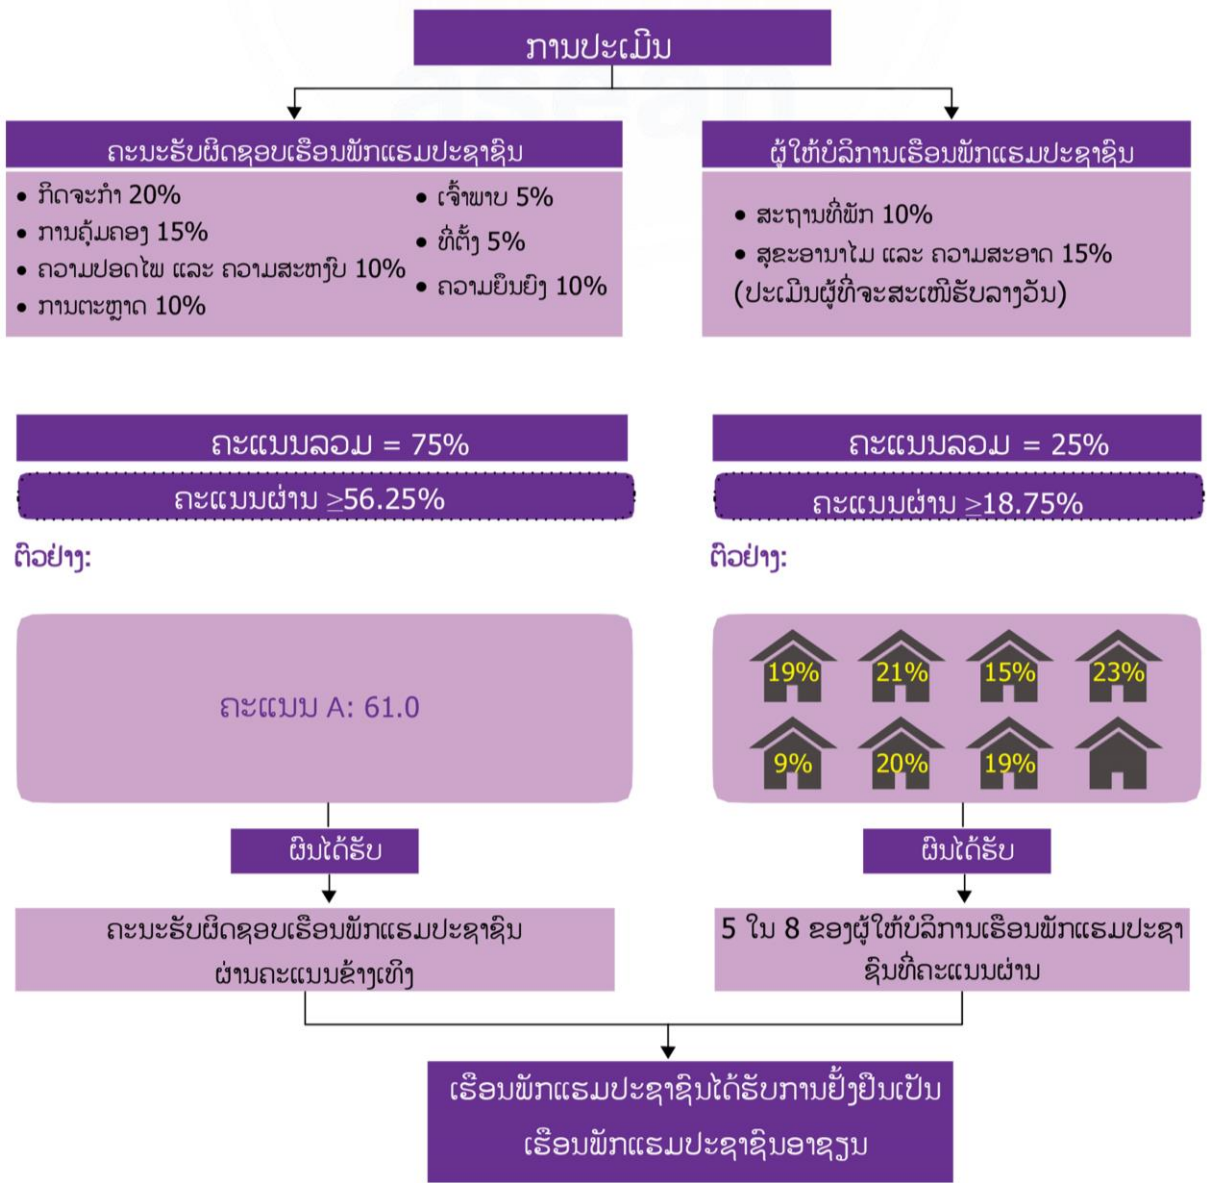 ການປະເມີນ
ຄະນະຮັບຜິດຊອບເຮືອນພັກແຮມປະຊາຊົນ
• ກິດຈະກຳ 20%
• ການຄຸ້ມຄອງ 15%
• ຄວາມປອດໄພ ແລະ ຄວາມສະຫງົບ 10%
• ການຕະຫຼາດ 10%
• ເຈົ້າພາບ 5%
• ທີ່ຕັ້ງ 5%
• ຄວາມຍຶນຍົງ 10%
ຜູ້ໃຫ້ບໍລິການເຮືອນພັກແຮມປະຊາຊົນ
• ສະຖານທີ່ພັກ 10%
• ສຸຂະອານາໄມ ແລະ ຄວາມສະອາດ 15%
(ປະເມີນຜູ້ທີ່ຈະສະເໜີຮັບລາງວັນ)
ຄະແນນລວມ = 75%
ຄະແນນຜ່ານ ≥56.25%
ຕົວຢ່າງ:
ຄະແນນ A: 61.0
ຜົນໄດ້ຮັບ
ຄະນະຮັບຜິດຊອບເຮືອນພັກແຮມປະຊາຊົນ
ຜ່ານຄະແນນຂ້າງເທິງ
ຄະແນນລວມ = 25%
ຄະແນນຜ່ານ ≥18.75%
ຕົວຢ່າງ:
19% 21% 15% 23%
9% 20% 19%
ຜົນໄດ້ຮັບ
5 ໃນ 8 ຂອງຜູ້ໃຫ້ບໍລິການເຮືອນພັກແຮມປະຊາ
ຊົນທີ່ຄະແນນຜ່ານ
ເຮືອນພັກແຮມປະຊາຊົນໄດ້ຮັບການຢັ້ງຢືນເປັນ
ເຮືອນພັກແຮມປະຊາຊົນອາຊຽນ